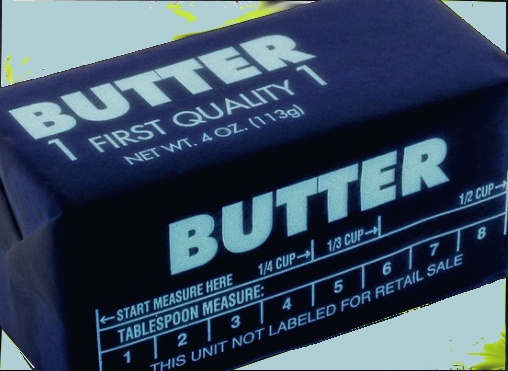 BUTTER
1 FIRST QUALITY 1
NET WT. 4 OZ. (113g)
BUTTER
1/2 CUP→
1/4 CUP→ 1/3 CUP→
←START MEASURE HERE
TABLESPOON MEASURE:
1 2 3 4 5 6 7 8
THIS UNIT NOT LABELED FOR RETAIL SALE